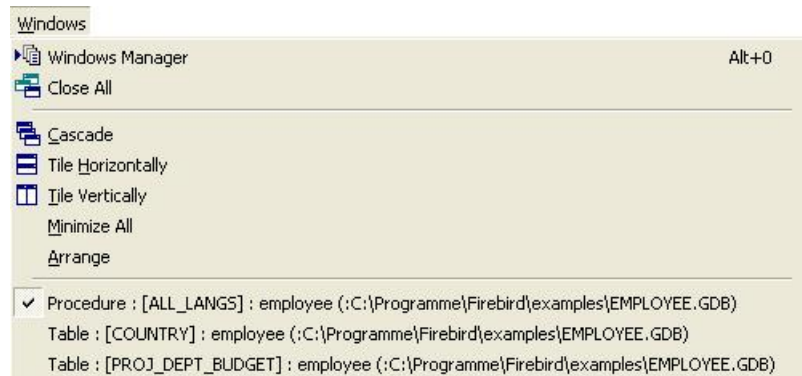 Windows
Windows Manager Alt+0
Close All
Cascade
Tile Horizontally
Tile Vertically
Minimize All
Arrange
Procedure : [ALL_LANGS] : employee (:C:\Programme\Firebird\examples\EMPLOYEE.GDB)
Table : [COUNTRY] : employee (:C:\Programme\Firebird\examples\EMPLOYEE.GDB)
Table : [PROJ_DEPT_BUDGET] : employee (:C:\Programme\Firebird\examples\EMPLOYEE.GDB)